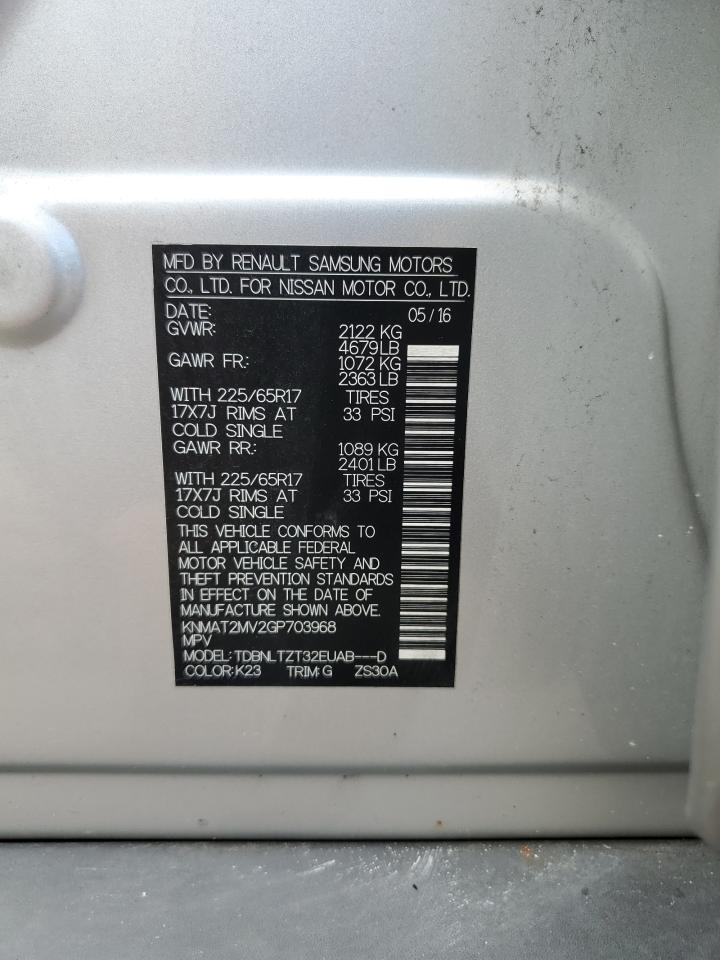 MFD BY RENAULT SAMSUNG MOTORS
CO., LTD. FOR NISSAN MOTOR CO., LTD.
DATE: 05/16
GVWR: 2122 KG
4679LB
GAWR FR.: 1072 KG
2363 LB
WITH 225/65R17 TIRES
17X7J RIMS AT 33 PSI
COLD SINGLE
GAWR RR.: 1089 KG
2401 LB
WITH 225/65R17 TIRES
17X7J RIMS AT 33 PSI
COLD SINGLE
THIS VEHICLE CONFORMS TO
ALL APPLICABLE FEDERAL
MOTOR VEHICLE SAFETY AND
THEFT PREVENTION STANDARDS
IN EFFECT ON THE DATE OF
MANUFACTURE SHOWN ABOVE.
KNMAT2MV2GP703968
MPV
MODEL: TDBNLTZT32EUAB---D
COLOR: K23 TRIM: G ZS30A